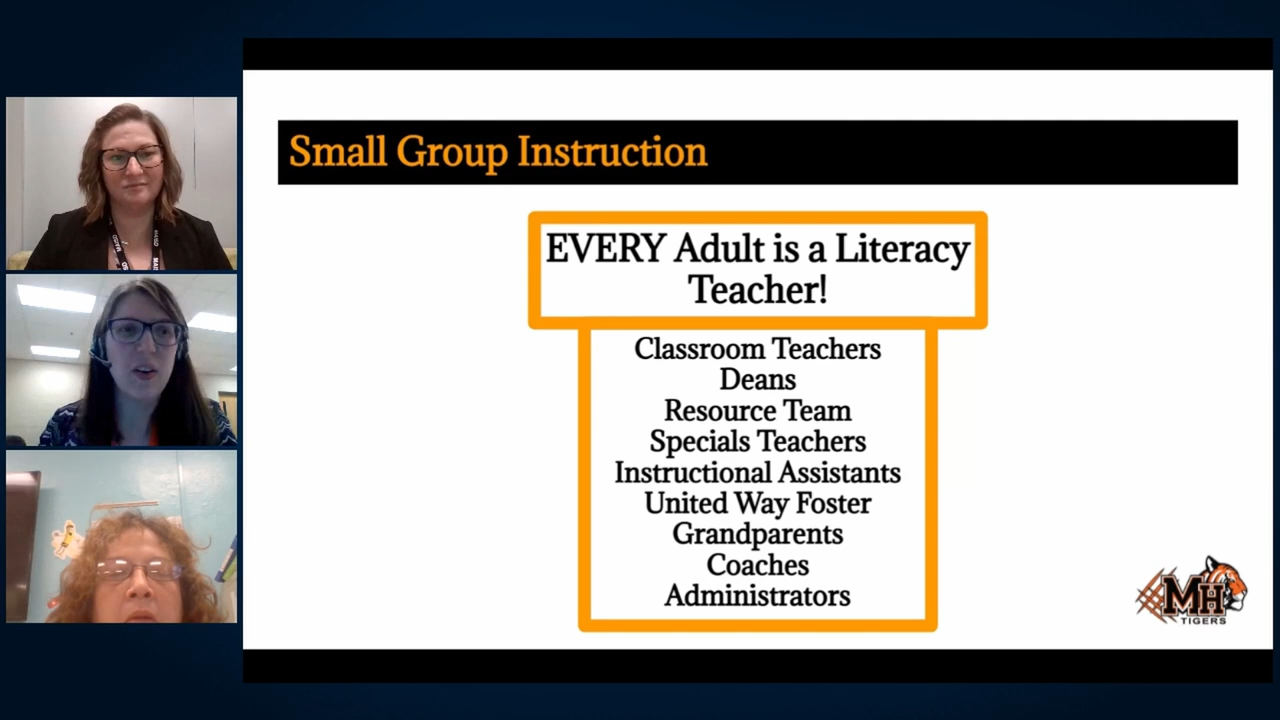 Small Group Instruction
EVERY Adult is a Literacy
Teacher!
Classroom Teachers
Deans
Resource Team
Specials Teachers
Instructional Assistants
United Way Foster
Grandparents
Coaches
Administrators
MH
TIGERS